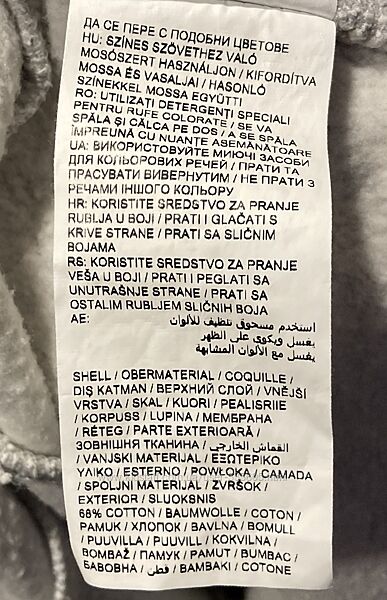 ДА СЕ ПЕРЕ С ПОДОБНИ ЦВЕТОВЕ
HU: SZÍNES SZÖVETHEZ VALÓ
MOSÓSZERT HASZNÁLJON / KIFORDÍTVA
MOSSA ÉS VASALJA! / HASONLÓ
SZÍNEKKEL MOSSA EGYÜTT!
RO: UTILIZAȚI DETERGENȚI SPECIALI
PENTRU RUFE COLORATE / SE VA
SPĂLA ȘI CĂLCA PE DOS / A SE SPĂLA
ÎMPREUNĂ CU NUANȚE ASEMĂNĂTOARE
UA: ВИКОРИСТОВУЙТЕ МИЮЧІ ЗАСОБИ
ДЛЯ КОЛЬОРОВИХ РЕЧЕЙ / ПРАТИ ТА
ПРАСУВАТИ ВИВЕРНУТИМ / НЕ ПРАТИ З
РЕЧАМИ ІНШОГО КОЛЬОРУ
HR: KORISTITE SREDSTVO ZA PRANJE
RUBLJA U BOJI / PRATI I GLAČATI S
KRIVE STRANE / PRATI SA SLIČNIM
BOJAMA
RS: KORISTITE SREDSTVO ZA PRANJE
VEŠA U BOJI / PRATI I PEGLATI SA
UNUTRAŠNJE STRANE / PRATI SA
OSTALIM RUBLJEM SLIČNIH BOJA
AE: استخدم مسحوق تنظيف للألوان
يغسل ويكوى على الظهر
يغسل مع الألوان المشابهة
SHELL / OBERMATERIAL / COQUILLE /
DIŞ KATMAN / ВЕРХНИЙ СЛОЙ / VNĚJŠÍ
VRSTVA / SKAL / KUORI / PEALISRIIE
/ KORPUSS / LUPINA / МЕМБРАНА
/ RÉTEG / PARTE EXTERIOARĂ /
ЗОВНІШНЯ ТКАНИНА / القماش الخارجي
/ VANJSKI MATERIJAL / ΕΞΩΤΕΡΙΚΟ
ΥΛΙΚΟ / ESTERNO / POWŁOKA / CAMADA
/ SPOLJNI MATERIJAL / ZVRŠOK /
EXTERIOR / SLUOKSNIS
68% COTTON / BAUMWOLLE / COTON /
PAMUK / ХЛОПОК / BAVLNA / BOMULL
/ PUUVILLA / PUUVILL / KOKVILNA /
BOMBAŽ / ПАМУК / PAMUT / BUMBAC /
БАВОВНА / قطن / BAMBAKI / COTONE